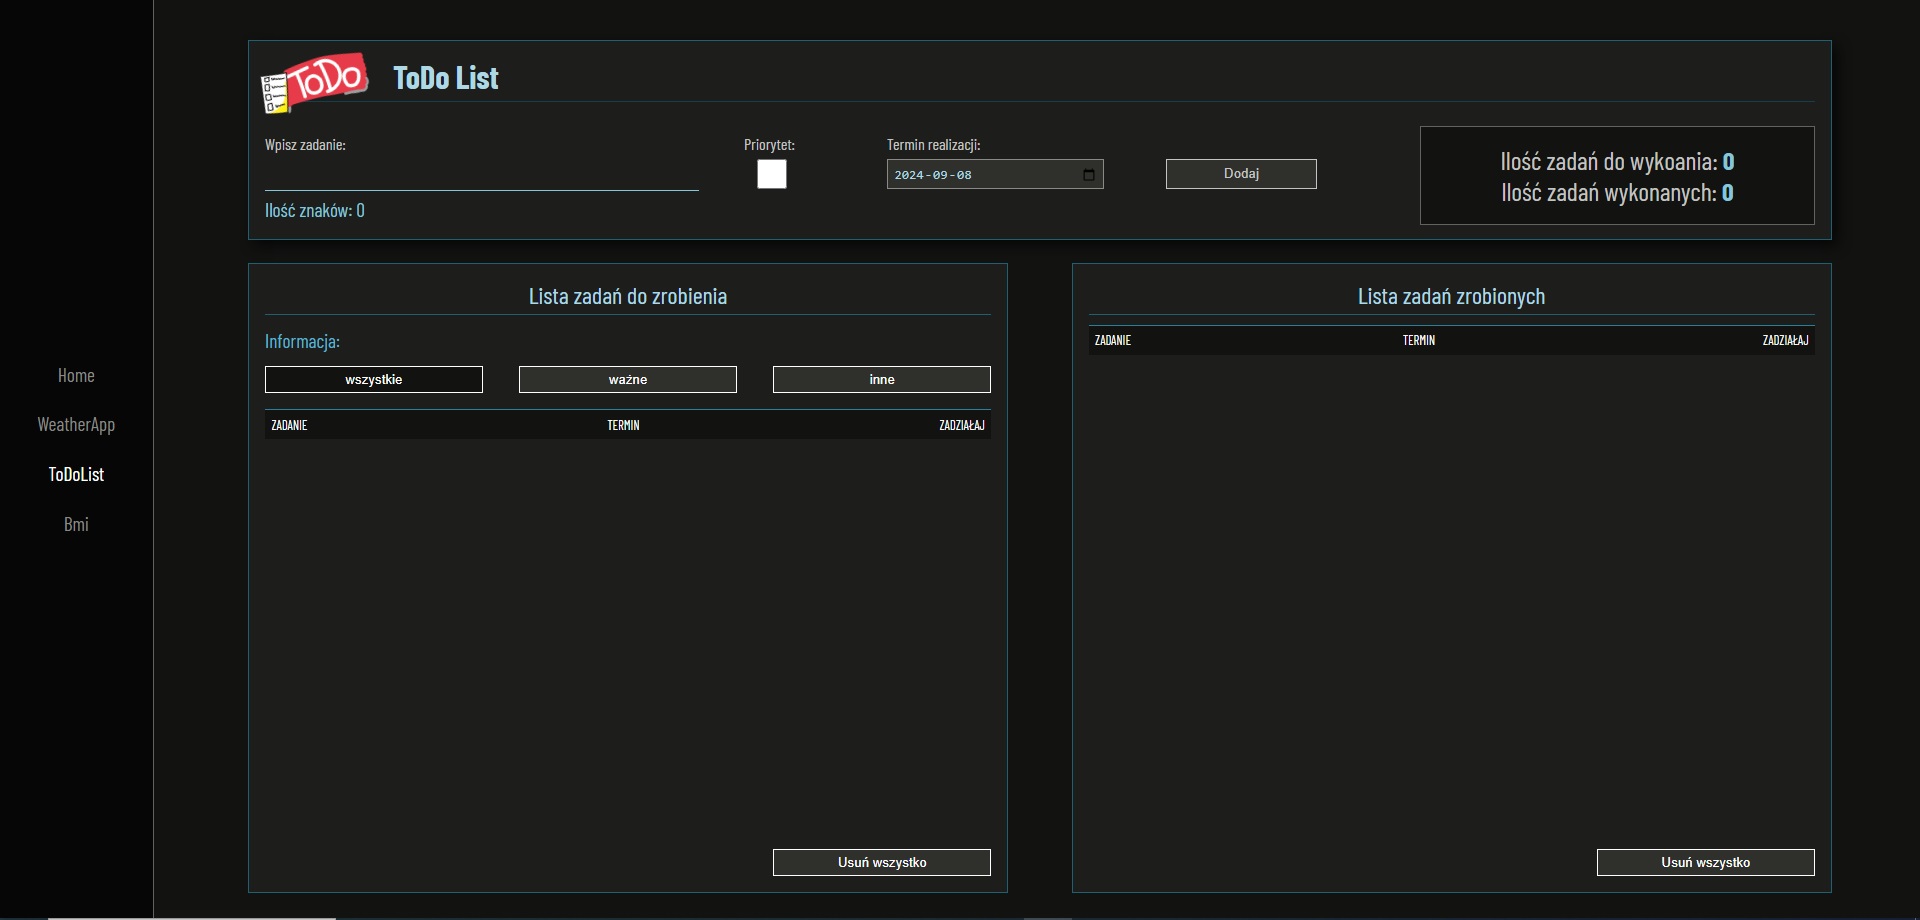 Home
WeatherApp
ToDoList
Bmi
ToDo
ToDo List
Wpisz zadanie:
Ilość znaków: 0
Priorytet:
Termin realizacji:
2024-09-08
Dodaj
Ilość zadań do wykoania: 0
Ilość zadań wykonanych: 0
Lista zadań do zrobienia
Informacja:
wszystkie ważne inne
ZADANIE TERMIN ZADZIAŁAJ
Usuń wszystko
Lista zadań zrobionych
ZADANIE TERMIN ZADZIAŁAJ
Usuń wszystko